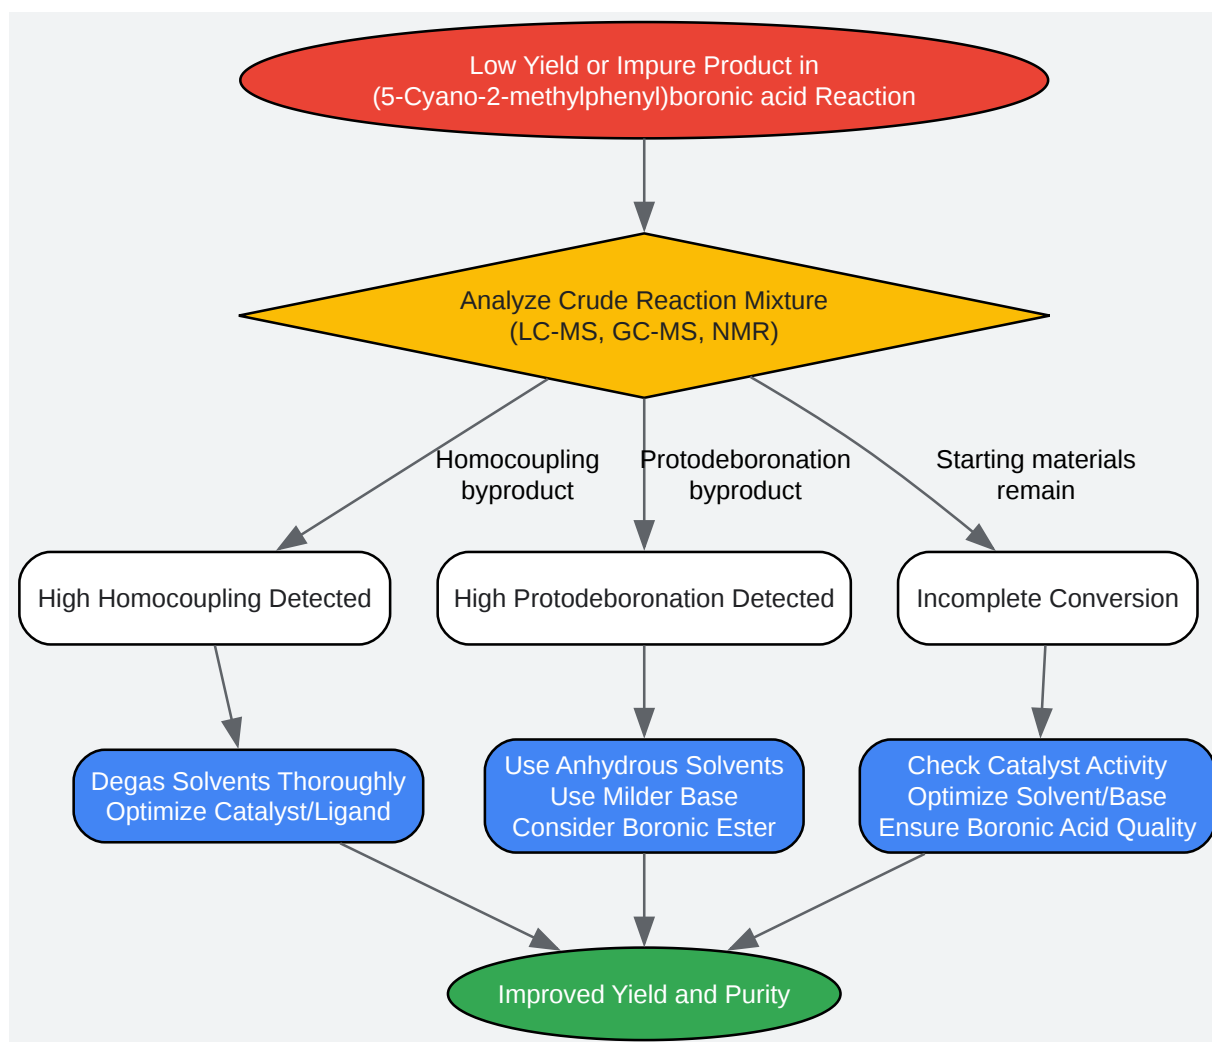 Low Yield or Impure Product in
(5-Cyano-2-methylphenyl)boronic acid Reaction
Analyze Crude Reaction Mixture
(LC-MS, GC-MS, NMR)
Homocoupling
byproduct
Protodeboronation
byproduct
Starting materials
remain
High Homocoupling Detected
High Protodeboronation Detected
Incomplete Conversion
Degas Solvents Thoroughly
Optimize Catalyst/Ligand
Use Anhydrous Solvents
Use Milder Base
Consider Boronic Ester
Check Catalyst Activity
Optimize Solvent/Base
Ensure Boronic Acid Quality
Improved Yield and Purity